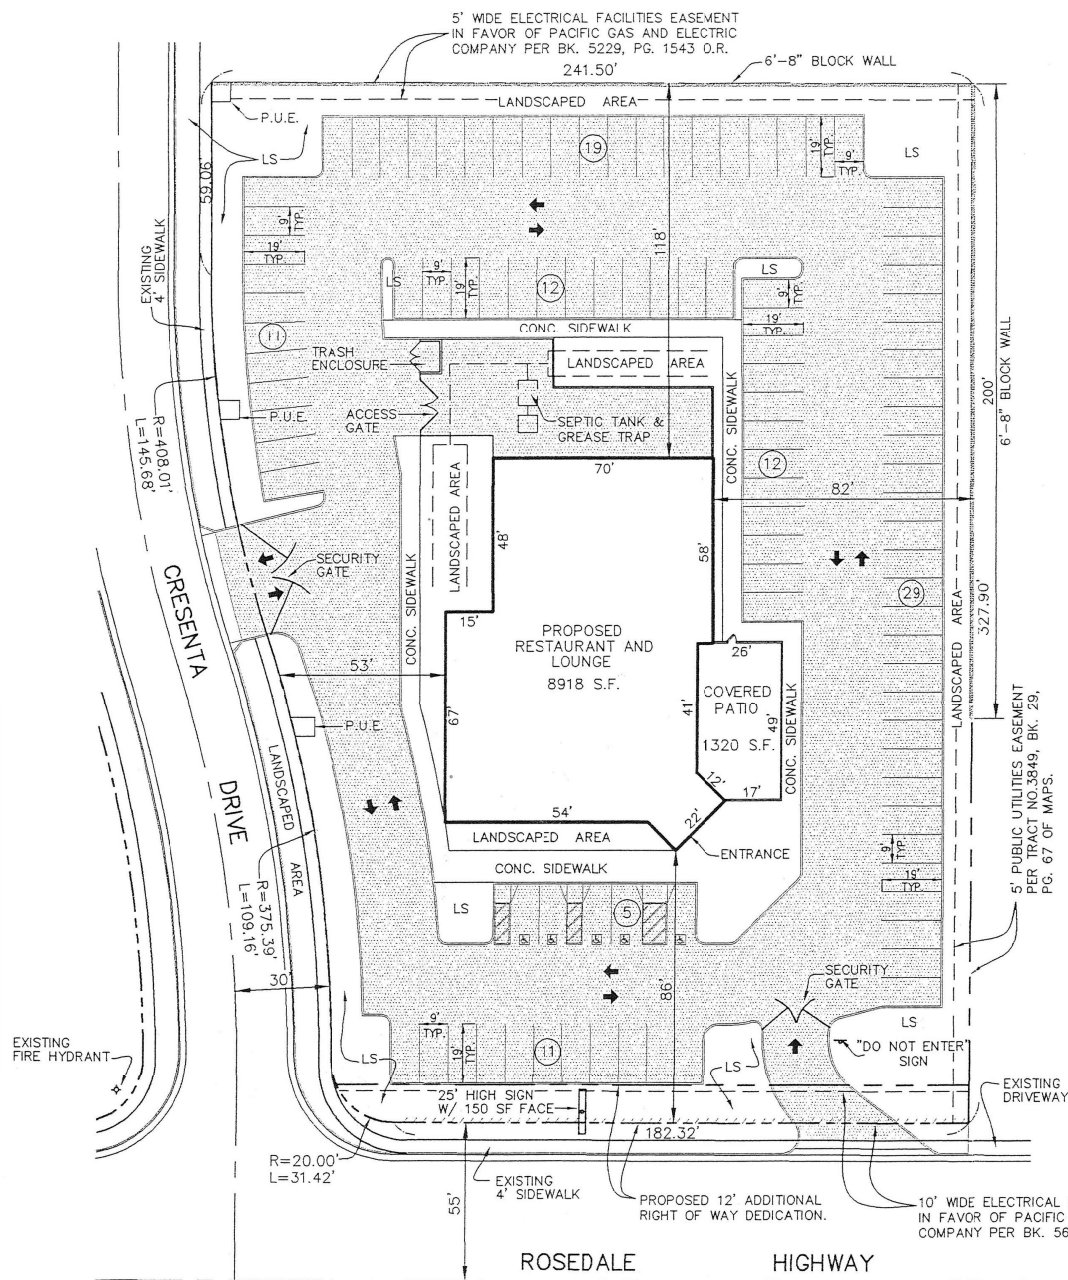 5' WIDE ELECTRICAL FACILITIES EASEMENT
IN FAVOR OF PACIFIC GAS AND ELECTRIC
COMPANY PER BK. 5229, PG. 1543 O.R.
6'-8" BLOCK WALL
241.50'
LANDSCAPED AREA
P.U.E.
LS
59.06'
19
19'
TYP.
9'
TYP.
LS
EXISTING
4' SIDEWALK
9'
TYP.
19'
TYP.
118'
LS
9'
TYP.
19'
TYP.
12
LS
9'
TYP.
19'
TYP.
11
CONC. SIDEWALK
TRASH
ENCLOSURE
LANDSCAPED AREA
ACCESS
GATE
SEPTIC TANK &
GREASE TRAP
CONC. SIDEWALK
P.U.E.
R=408.01'
L=145.68'
200'
6'-8" BLOCK WALL
70'
12
82'
LANDSCAPED AREA
48'
58'
SECURITY
GATE
CRESENTA
DRIVE
CONC. SIDEWALK
29
LANDSCAPED AREA
327.90'
15'
PROPOSED
RESTAURANT AND
LOUNGE
8918 S.F.
26'
53'
COVERED
PATIO
1320 S.F.
41'
49'
CONC. SIDEWALK
67'
P.U.E.
LANDSCAPED
AREA
5' PUBLIC UTILITIES EASEMENT
PER TRACT NO.3849, BK. 29,
PG. 67 OF MAPS.
12'
17'
54'
22'
LANDSCAPED AREA
ENTRANCE
CONC. SIDEWALK
9'
TYP.
19'
TYP.
R=375.39'
L=109.16'
LS
5
30'
86'
SECURITY
GATE
LS
"DO NOT ENTER"
SIGN
9'
TYP.
19'
TYP.
11
EXISTING
FIRE HYDRANT
LS
LS
25' HIGH SIGN
W/ 150 SF FACE
EXISTING
DRIVEWAY
182.32'
R=20.00'
L=31.42'
EXISTING
4' SIDEWALK
55'
PROPOSED 12' ADDITIONAL
RIGHT OF WAY DEDICATION.
10' WIDE ELECTRICAL
IN FAVOR OF PACIFIC
COMPANY PER BK. 56
ROSEDALE HIGHWAY